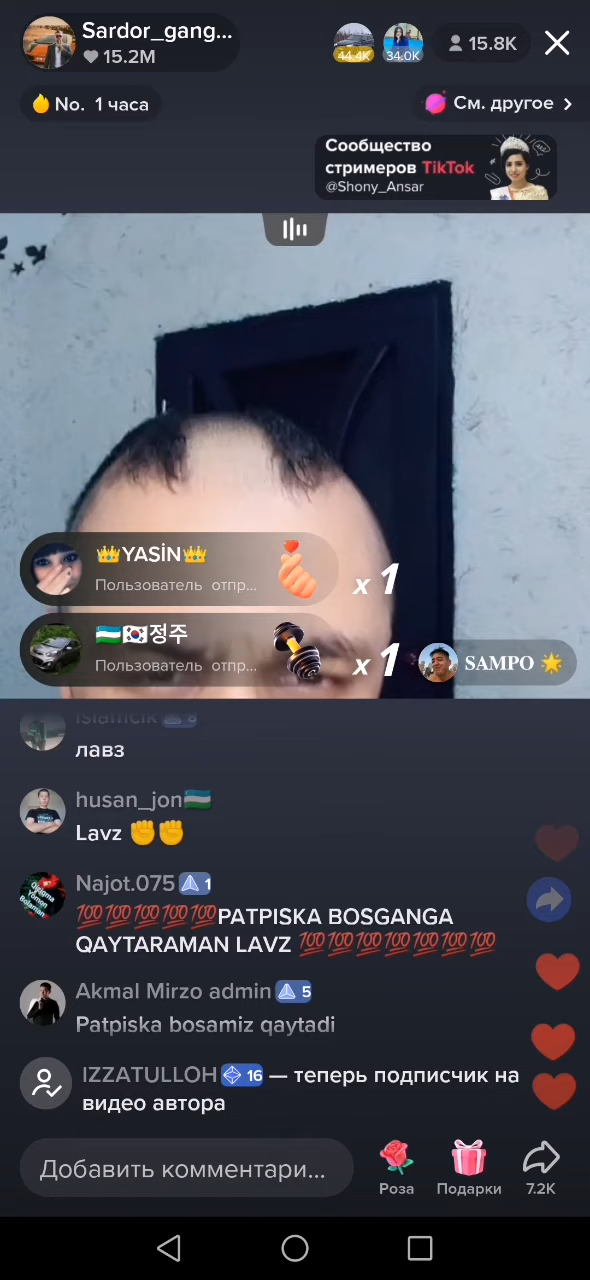 Sardor_gang...
15.2M
44.4K
34.0K
15.8K
No. 1 часа
См. другое
Сообщество
стримеров TikTok
@Shony_Ansar
YASİN
Пользователь отпр...
x 1
정주
Пользователь отпр...
x 1
SAMPO
islamcik 8
лавз
husan_jon
Lavz
Najot.075 1
PATPISKA BOSGANGA
QAYTARAMAN LAVZ
Akmal Mirzo admin 5
Patpiska bosamiz qaytadi
IZZATULLOH 16 — теперь подписчик на
видео автора
Добавить комментари...
Роза
Подарки
7.2K